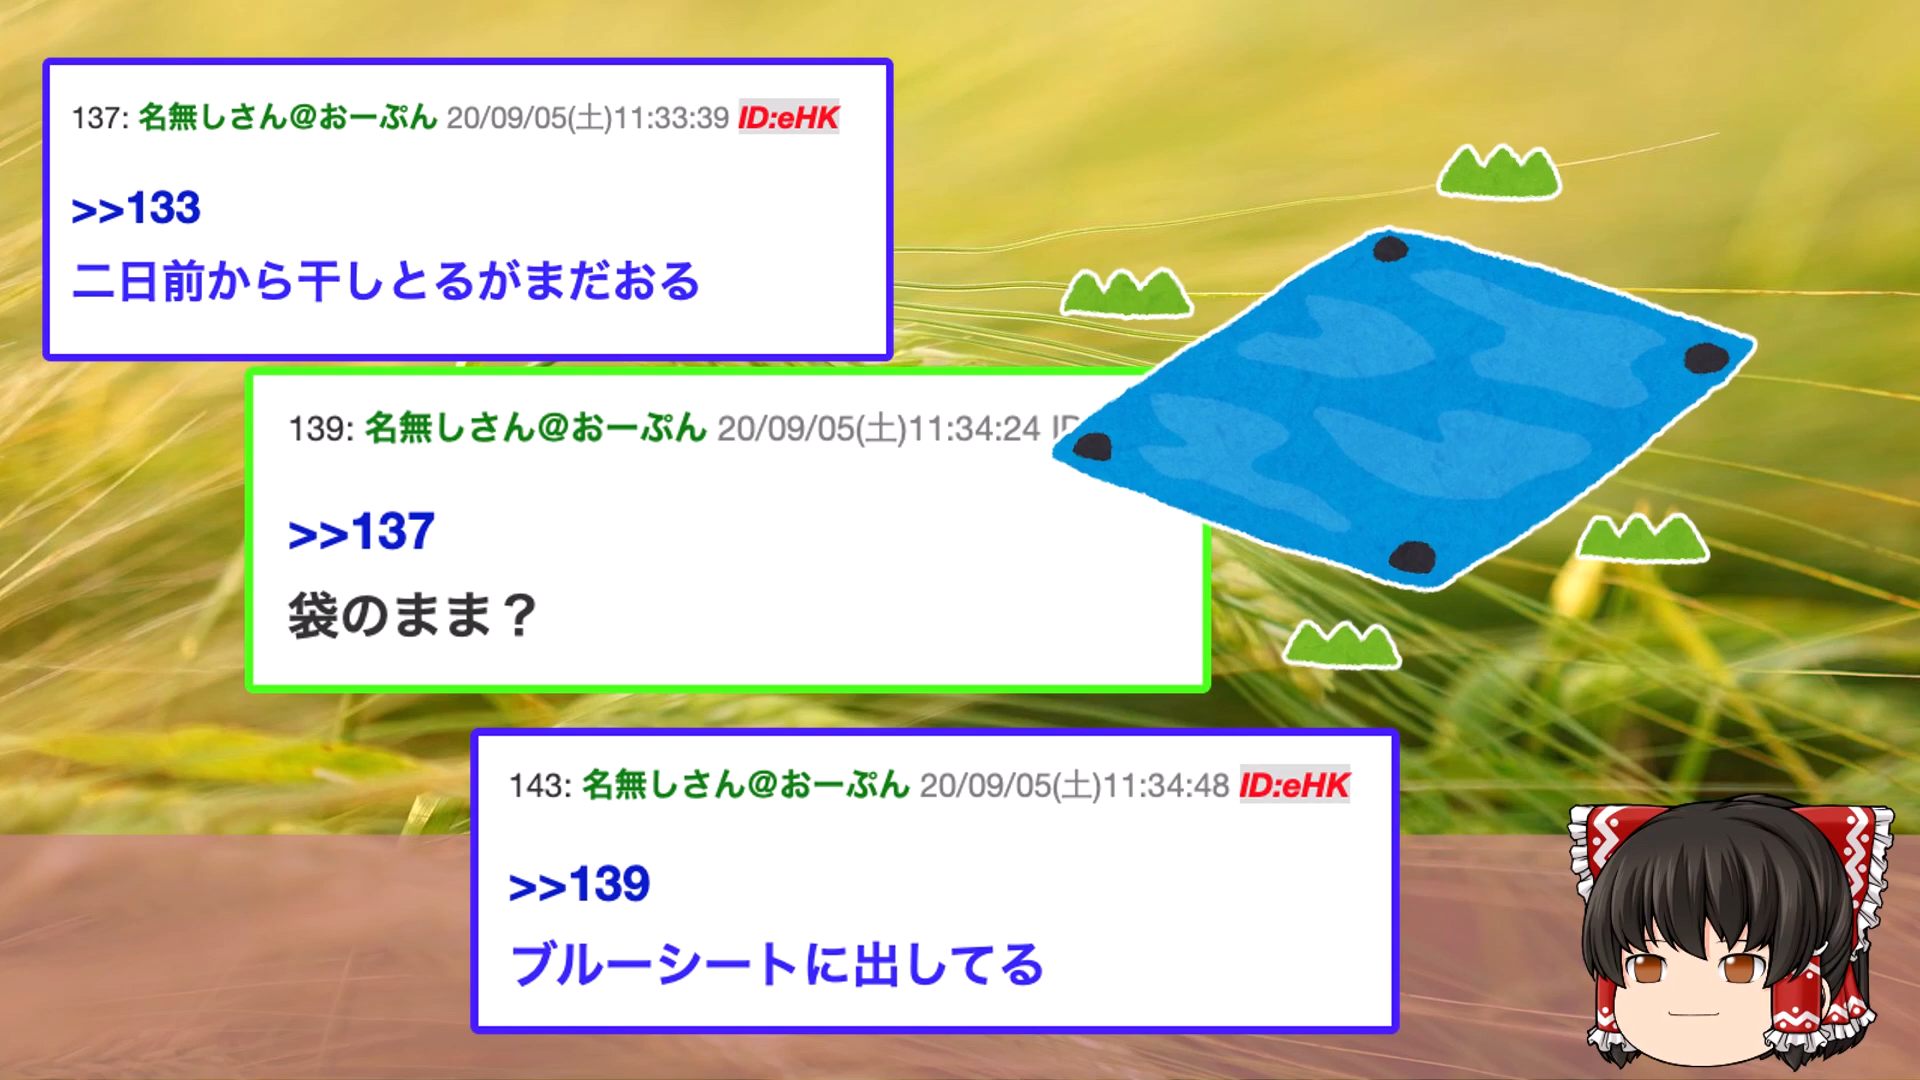 137: 名無しさん@おーぷん 20/09/05(土)11:33:39 ID:eHK
>>133
二日前から干しとるがまだおる
139: 名無しさん@おーぷん 20/09/05(土)11:34:24
>>137
袋のまま？
143: 名無しさん@おーぷん 20/09/05(土)11:34:48 ID:eHK
>>139
ブルーシートに出してる